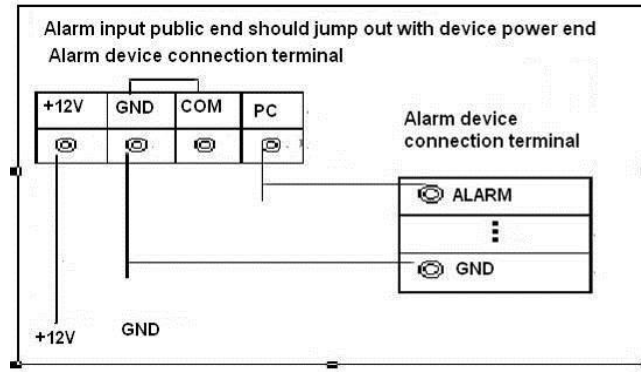 Alarm input public end should jump out with device power end
Alarm device connection terminal
+12V GND COM PC
Alarm device
connection terminal
ALARM
GND
+12V GND